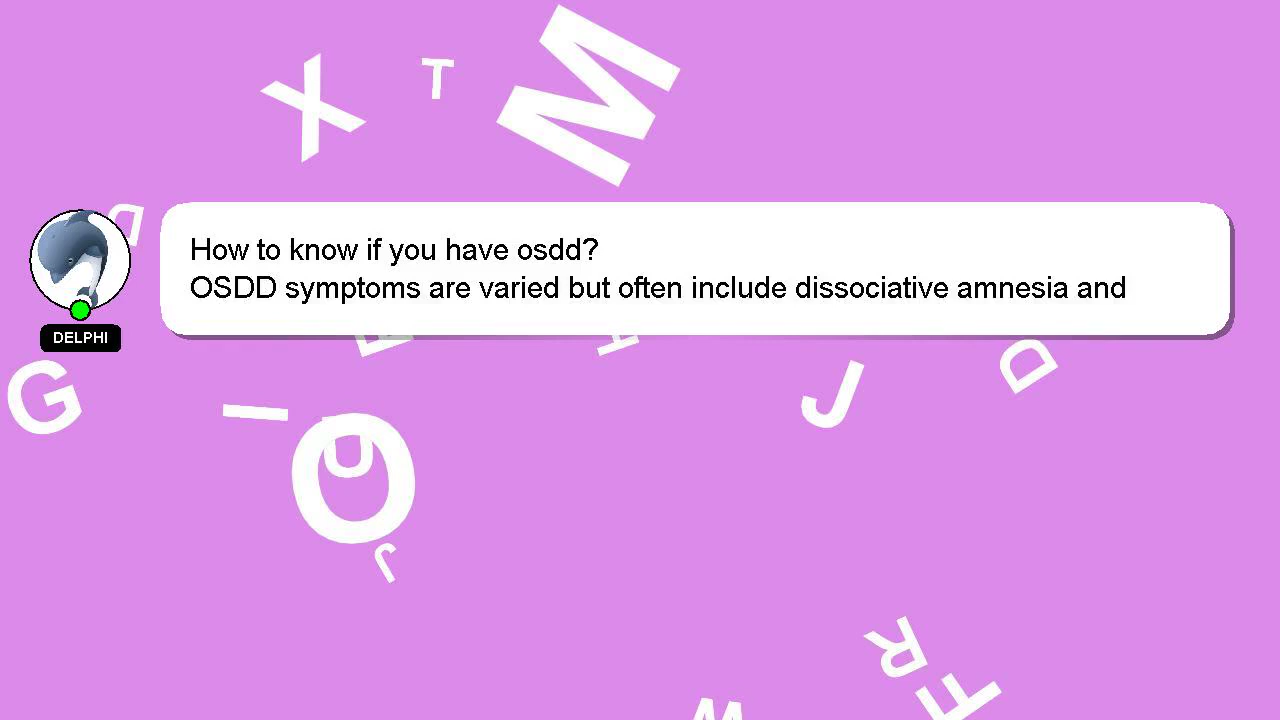 X
T
M
D
How to know if you have osdd?
OSDD symptoms are varied but often include dissociative amnesia and
DELPHI
G
I
O
U
J
J
D
R
F
W